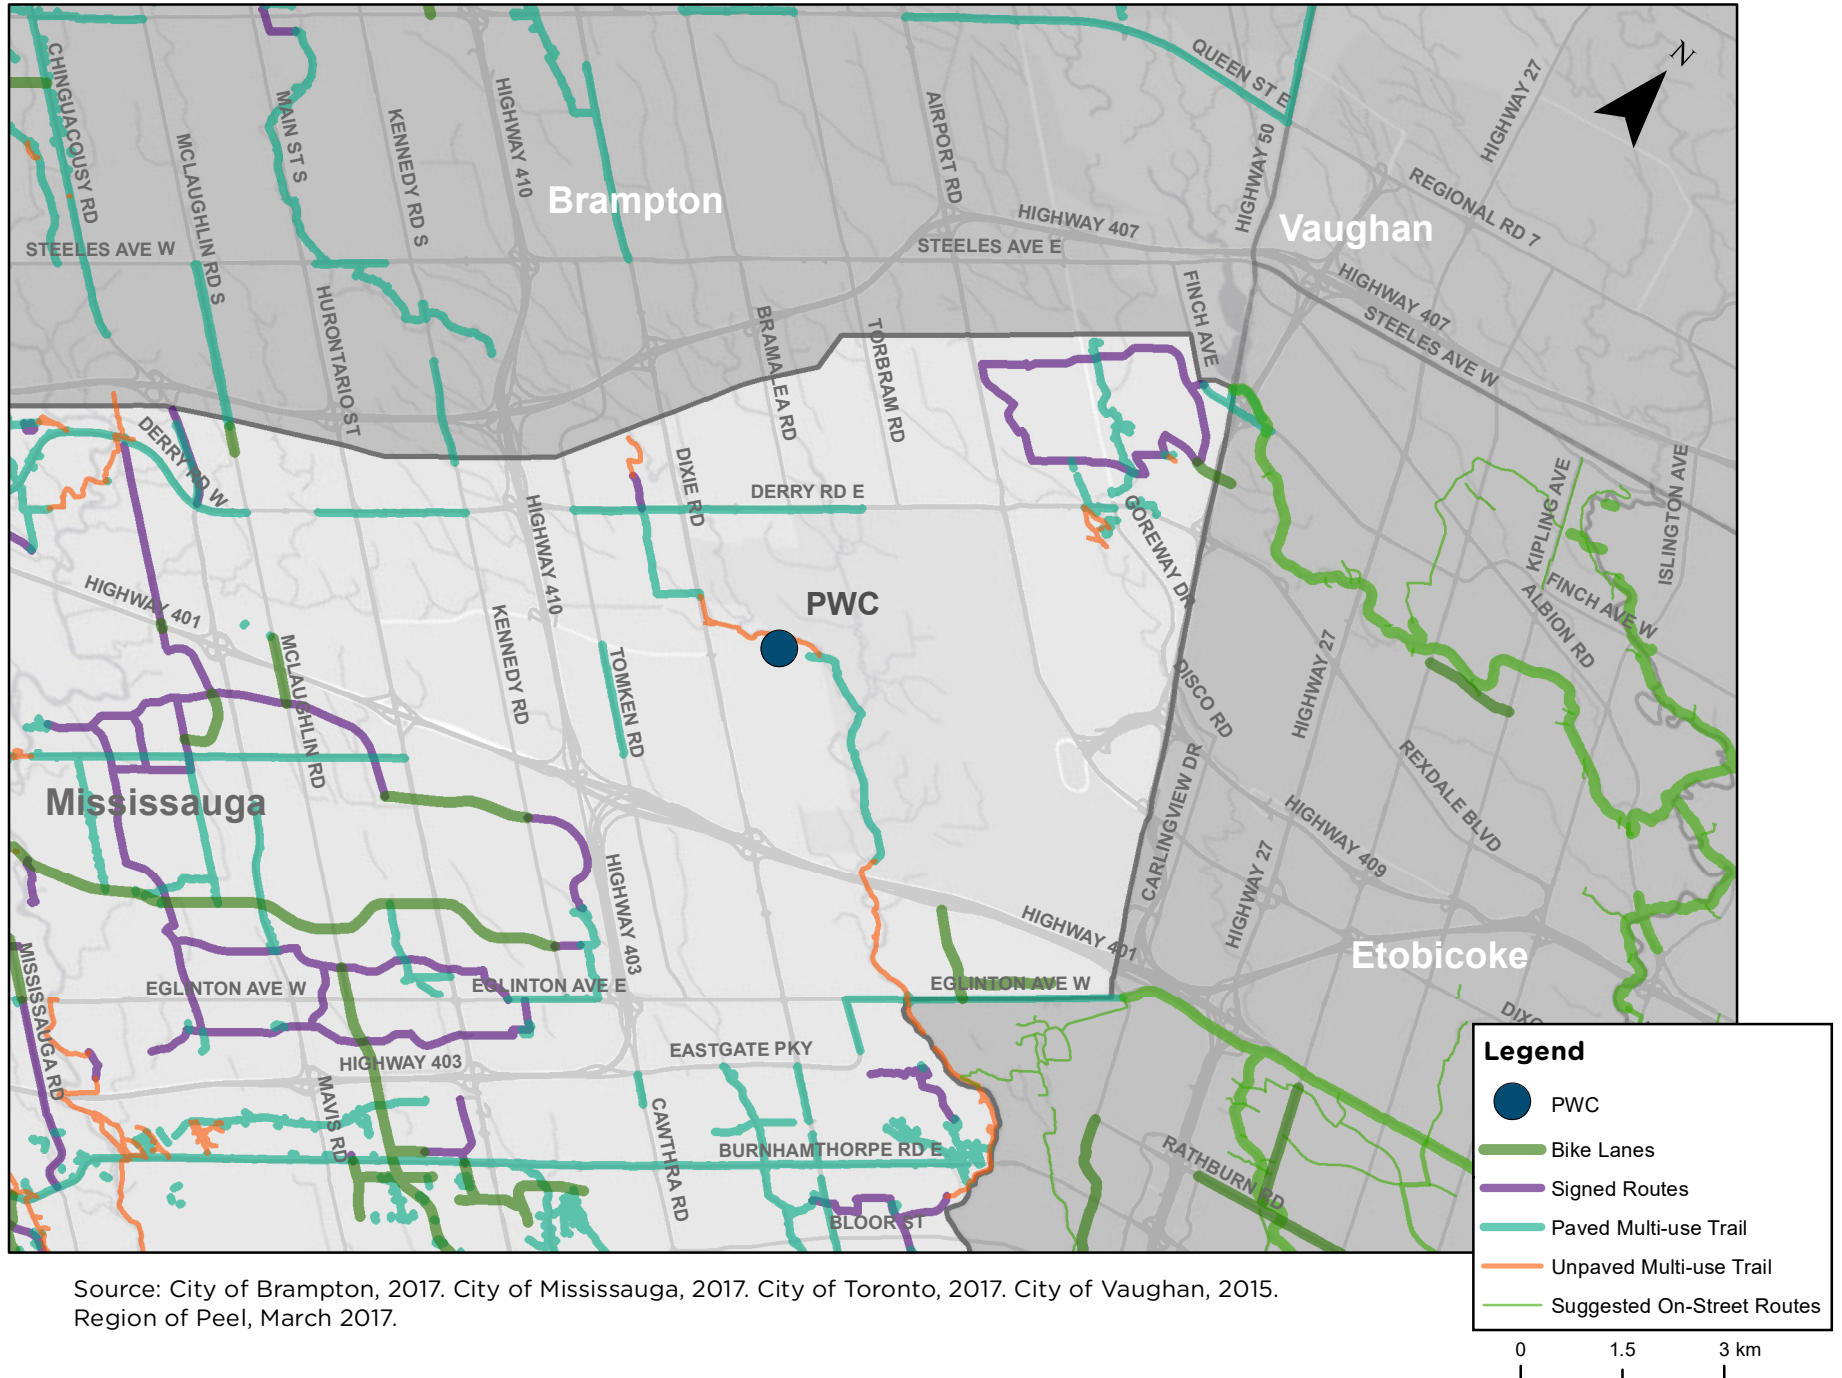 N
QUEEN ST E
HIGHWAY 27
CHINGUACOUSY RD
MAIN ST S
KENNEDY RD S
HIGHWAY 410
AIRPORT RD
HIGHWAY 50
MCLAUGHLIN RD S
Brampton
REGIONAL RD 7
HIGHWAY 407
Vaughan
STEELES AVE W
STEELES AVE E
HIGHWAY 407
FINCH AVE
STEELES AVE W
HURONTARIO ST
BRAMALEA RD
TORBRAM RD
DERRY RD W
DIXIE RD
DERRY RD E
GOREWAY DR
KIPLING AVE
ISLINGTON AVE
HIGHWAY 410
HIGHWAY 401
PWC
FINCH AVE W
ALBION RD
KENNEDY RD
MCLAUGHLIN RD
TOMKEN RD
DISCO RD
HIGHWAY 27
CARLINGVIEW DR
REXDALE BLVD
Mississauga
HIGHWAY 409
HIGHWAY 403
HIGHWAY 27
HIGHWAY 401
Etobicoke
MISSISSAUGA RD
EGLINTON AVE W
EGLINTON AVE E
EGLINTON AVE W
DIXO
HIGHWAY 403
EASTGATE PKY
MAVIS RD
CAWTHRA RD
BURNHAMTHORPE RD E
RATHBURN RD
BLOOR ST
Legend
PWC
Bike Lanes
Signed Routes
Paved Multi-use Trail
Unpaved Multi-use Trail
Suggested On-Street Routes
0 1.5 3 km
Source: City of Brampton, 2017. City of Mississauga, 2017. City of Toronto, 2017. City of Vaughan, 2015.
Region of Peel, March 2017.